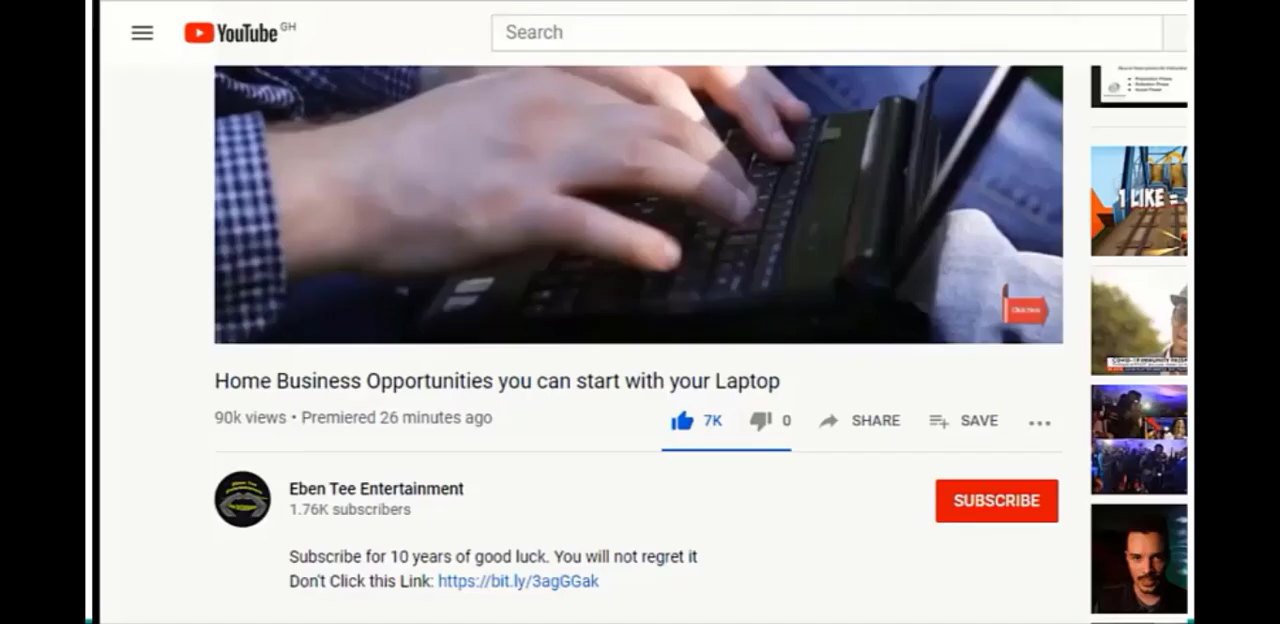 YouTube GH
Search
1 LIKE =
Home Business Opportunities you can start with your Laptop
90k views • Premiered 26 minutes ago
7K
0
SHARE
SAVE
Eben Tee Entertainment
1.76K subscribers
SUBSCRIBE
Subscribe for 10 years of good luck. You will not regret it
Don't Click this Link: https://bit.ly/3agGGak